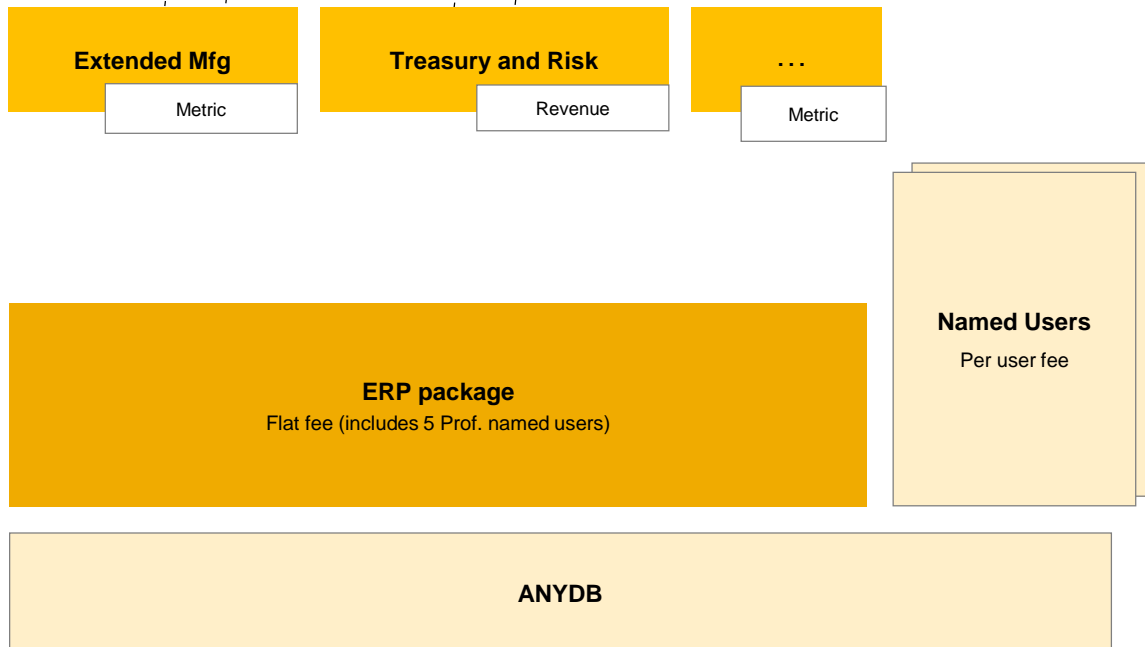 Extended Mfg
Treasury and Risk
...
Metric
Revenue
Metric
Named Users
Per user fee
ERP package
Flat fee (includes 5 Prof. named users)
ANYDB